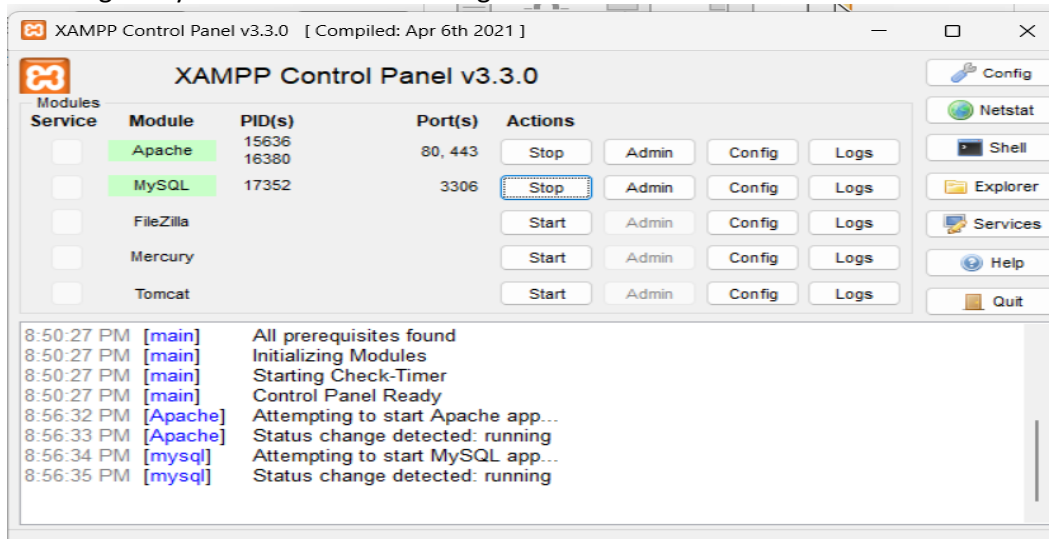 XAMPP Control Panel v3.3.0 [ Compiled: Apr 6th 2021 ]
XAMPP Control Panel v3.3.0
Config
Modules
Service Module PID(s) Port(s) Actions
Netstat
Apache 15636 16380 80, 443 Stop Admin Config Logs
Shell
MySQL 17352 3306 Stop Admin Config Logs
Explorer
FileZilla Start Admin Config Logs
Services
Mercury Start Admin Config Logs
Help
Tomcat Start Admin Config Logs
Quit
8:50:27 PM [main] All prerequisites found
8:50:27 PM [main] Initializing Modules
8:50:27 PM [main] Starting Check-Timer
8:50:27 PM [main] Control Panel Ready
8:56:32 PM [Apache] Attempting to start Apache app...
8:56:33 PM [Apache] Status change detected: running
8:56:34 PM [mysql] Attempting to start MySQL app...
8:56:35 PM [mysql] Status change detected: running